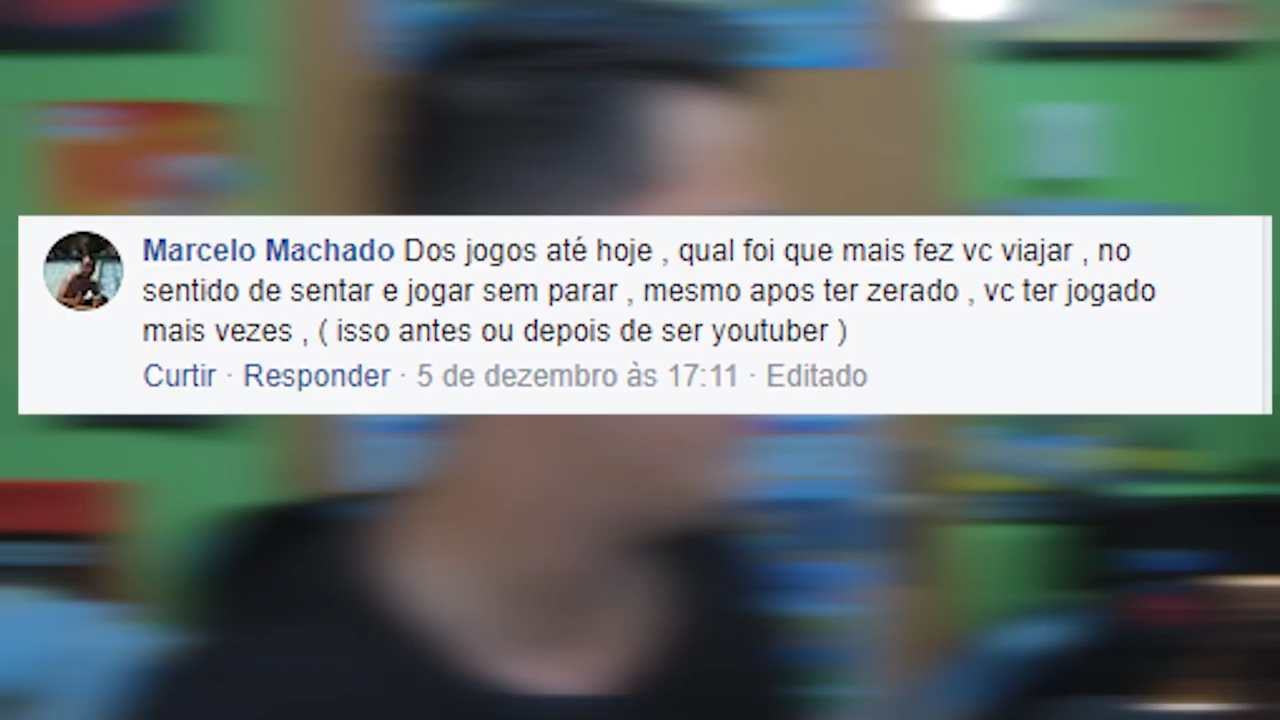 Marcelo Machado Dos jogos até hoje , qual foi que mais fez vc viajar , no
sentido de sentar e jogar sem parar , mesmo apos ter zerado , vc ter jogado
mais vezes , ( isso antes ou depois de ser youtuber )
Curtir · Responder · 5 de dezembro às 17:11 · Editado